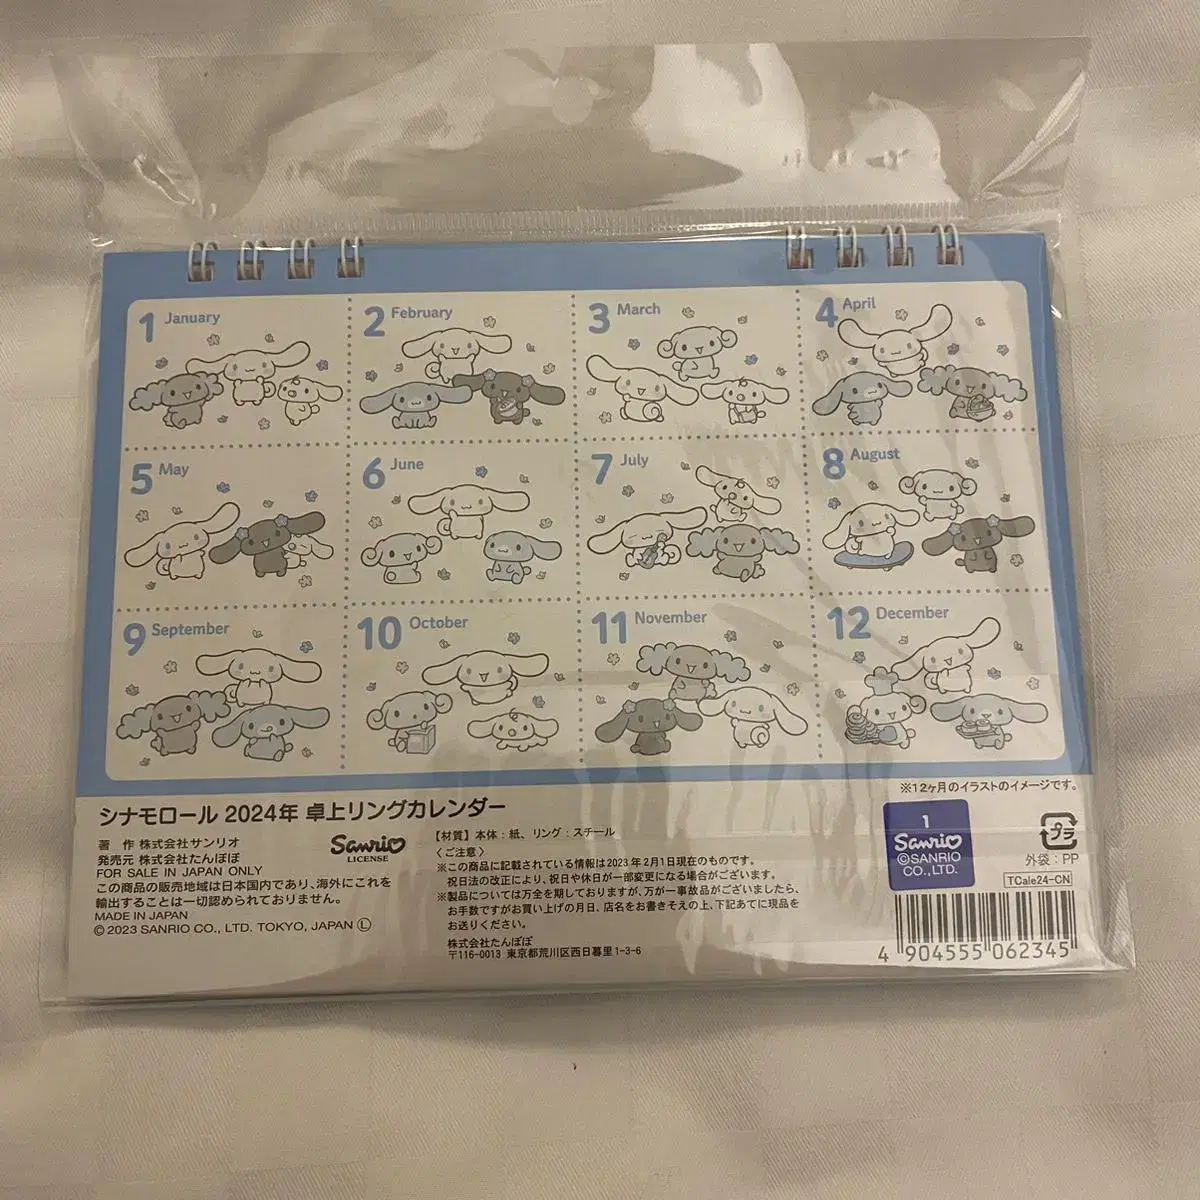 1 January
2 February
3 March
4 April
5 May
6 June
7 July
8 August
9 September
10 October
11 November
12 December
※12ヶ月のイラストのイメージです。
シナモロール 2024年 卓上リングカレンダー
著 作 株式会社サンリオ
発売元 株式会社たんぽぽ
FOR SALE IN JAPAN ONLY
この商品の販売地域は日本国内であり、海外にこれを
輸出することは一切認められておりません。
MADE IN JAPAN
© 2023 SANRIO CO., LTD. TOKYO, JAPAN Ⓛ
Sanrio
LICENSE
【材質】本体:紙、リング:スチール
〈ご注意〉
※この商品に記載されている情報は2023年2月1日現在のものです。
祝日法の改正により、祝日や休日が一部変更になる場合がございます。
※製品については万全を期しておりますが、万が一事故品がございましたら、
お手数ですがお買い上げの月日、店名をお書きそえの上、下記あてに現品を
お送りください。
株式会社たんぽぽ
〒116-0013 東京都荒川区西日暮里1-3-6
1
Sanrio
©SANRIO
CO.,LTD.
プラ
外袋:PP
TCale24-CN
4 904555 062345